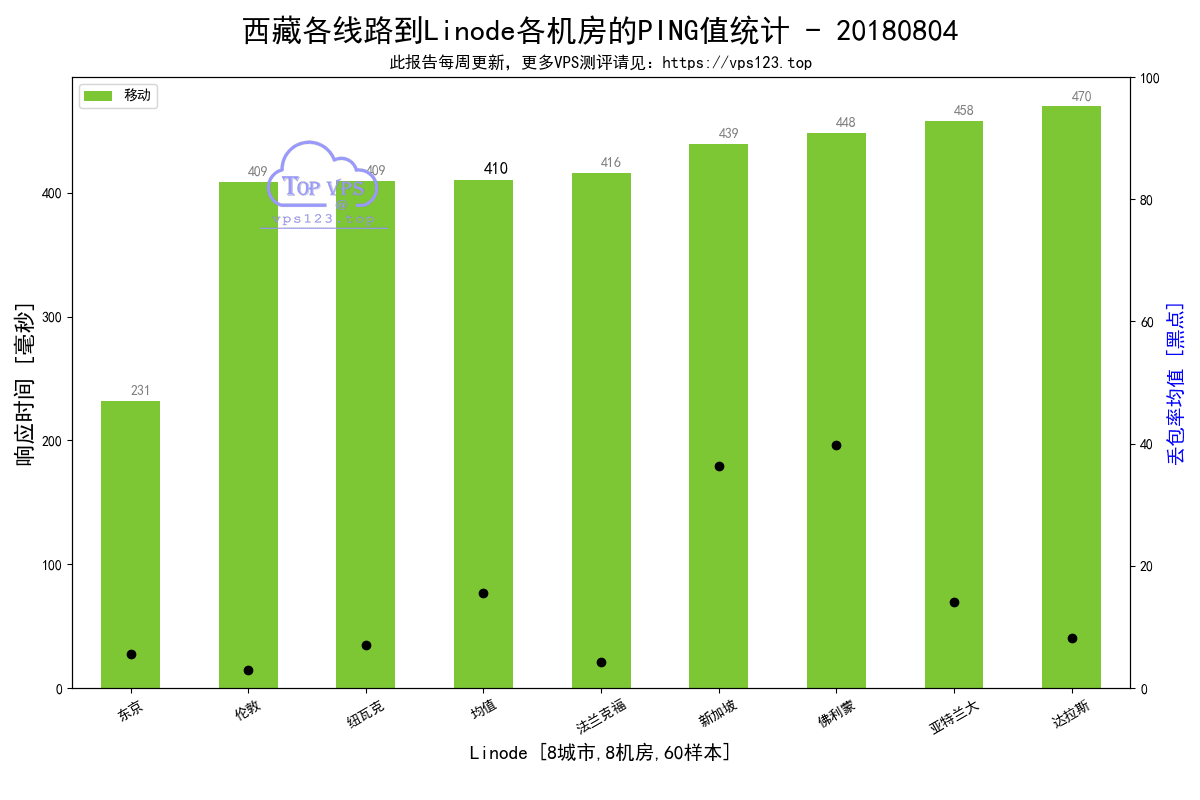 西藏各线路到Linode各机房的PING值统计 - 20180804
此报告每周更新，更多VPS测评请见：https://vps123.top
移动
TOP VPS
vps123.top
231
409
409
410
416
439
448
458
470
400
300
200
100
0
100
80
60
40
20
0
响应时间 [毫秒]
丢包率均值 [黑点]
东京
伦敦
纽瓦克
均值
法兰克福
新加坡
佛利蒙
亚特兰大
达拉斯
Linode [8城市,8机房,60样本]